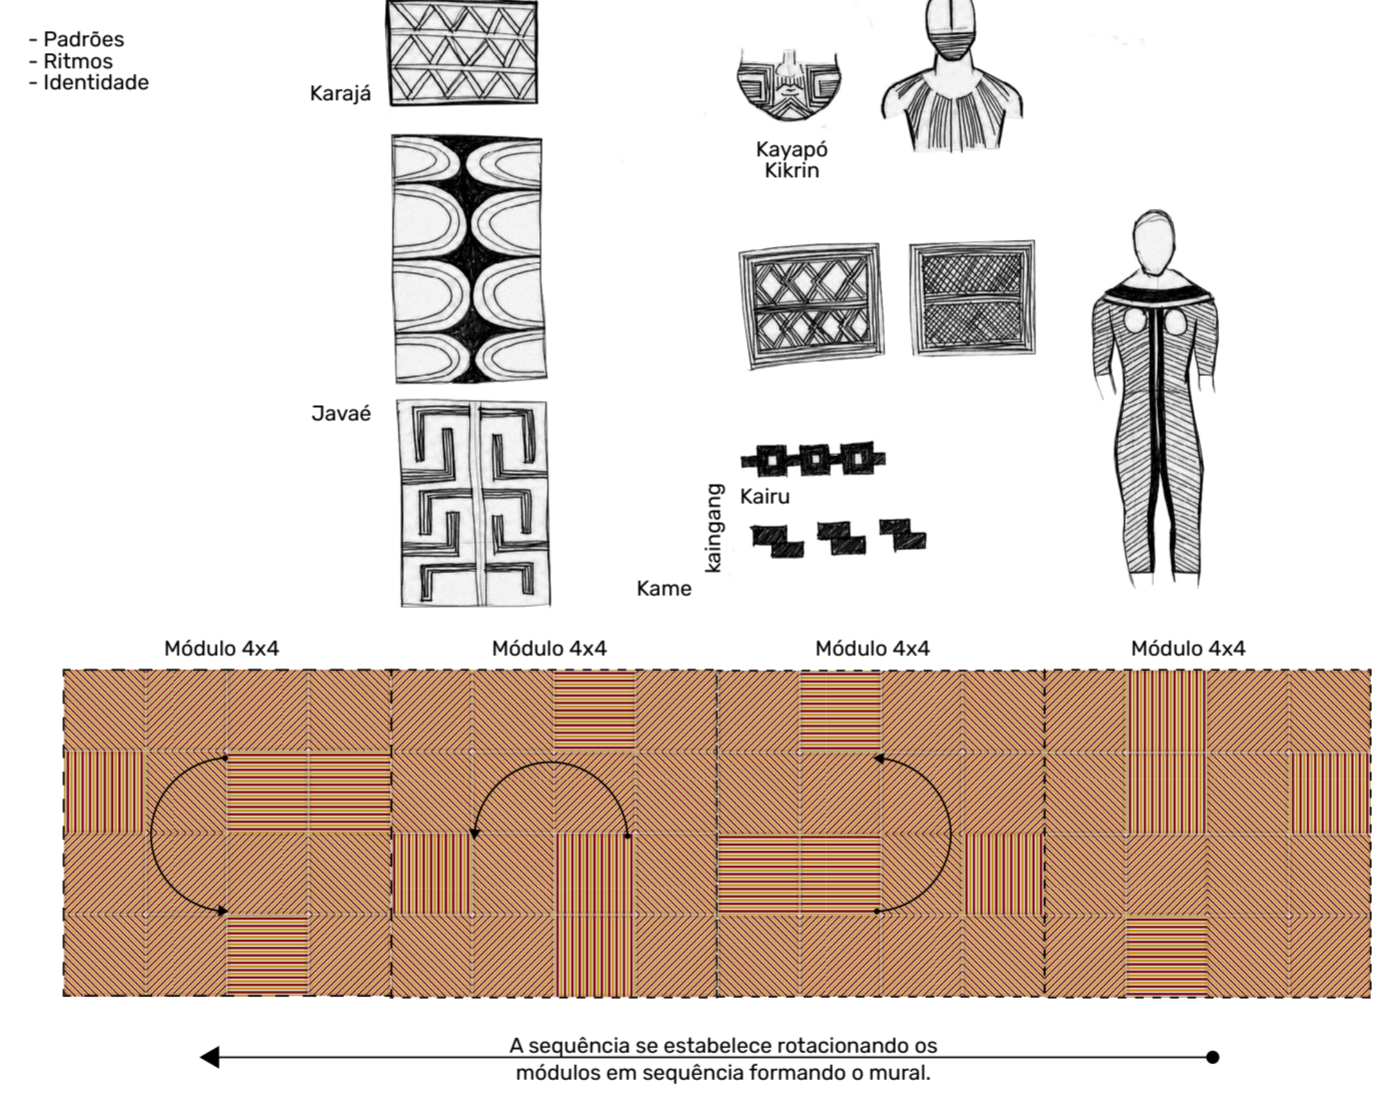 - Padrões
- Ritmos
- Identidade
Karajá
Kayapó
Kikrin
Javaé
Kairu
kaingang
Kame
Módulo 4x4
Módulo 4x4
Módulo 4x4
Módulo 4x4
A sequência se estabelece rotacionando os
módulos em sequência formando o mural.